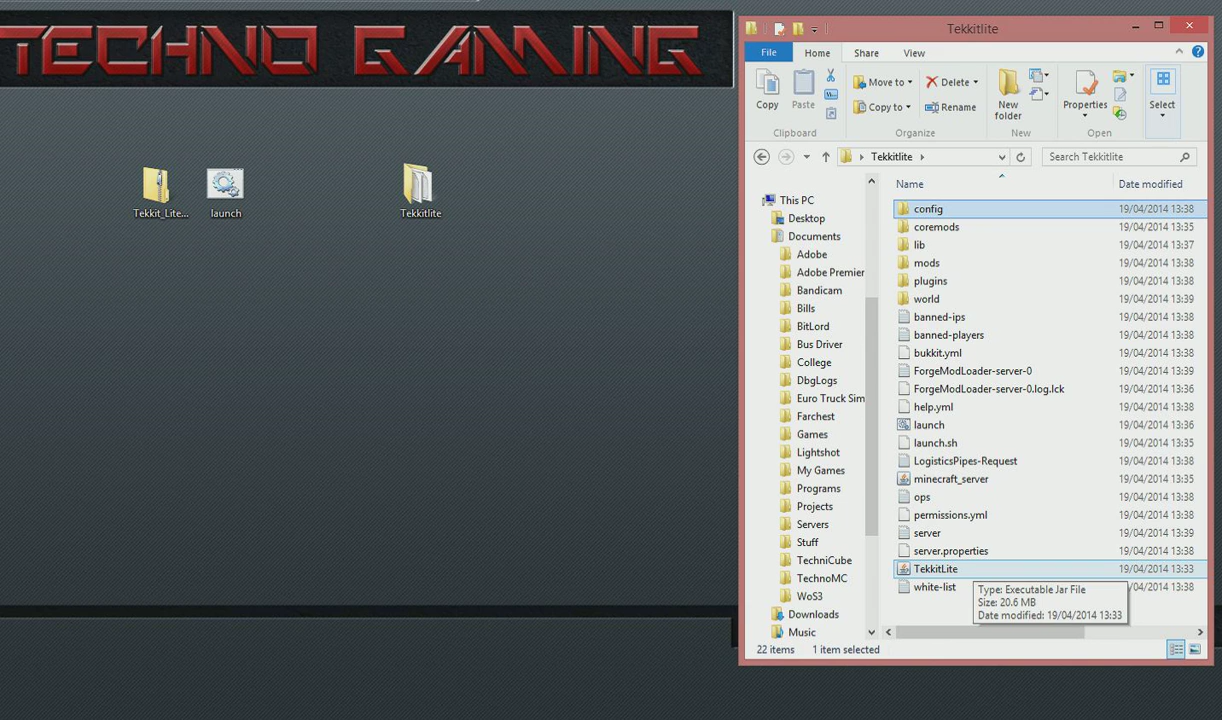 TECHNO GAMING
Tekkit_Lite...
launch
Tekkitlite
Tekkitlite
File
Home
Share
View
Copy
Paste
Move to
Copy to
Delete
Rename
New folder
Properties
Select
Clipboard
Organize
New
Open
Tekkitlite
Search Tekkitlite
This PC
Desktop
Documents
Adobe
Adobe Premier
Bandicam
Bills
BitLord
Bus Driver
College
DbgLogs
Euro Truck Sim
Farchest
Games
Lightshot
My Games
Programs
Projects
Servers
Stuff
TechniCube
TechnoMC
WoS3
Downloads
Music
Name Date modified
config 19/04/2014 13:38
coremods 19/04/2014 13:35
lib 19/04/2014 13:37
mods 19/04/2014 13:38
plugins 19/04/2014 13:38
world 19/04/2014 13:39
banned-ips 19/04/2014 13:38
banned-players 19/04/2014 13:38
bukkit.yml 19/04/2014 13:38
ForgeModLoader-server-0 19/04/2014 13:39
ForgeModLoader-server-0.log.lck 19/04/2014 13:36
help.yml 19/04/2014 13:38
launch 19/04/2014 13:36
launch.sh 19/04/2014 13:35
LogisticsPipes-Request 19/04/2014 13:38
minecraft_server 19/04/2014 13:35
ops 19/04/2014 13:38
permissions.yml 19/04/2014 13:38
server 19/04/2014 13:39
server.properties 19/04/2014 13:38
TekkitLite 19/04/2014 13:33
white-list /04/2014 13:38
Type: Executable Jar File
Size: 20.6 MB
Date modified: 19/04/2014 13:33
22 items 1 item selected